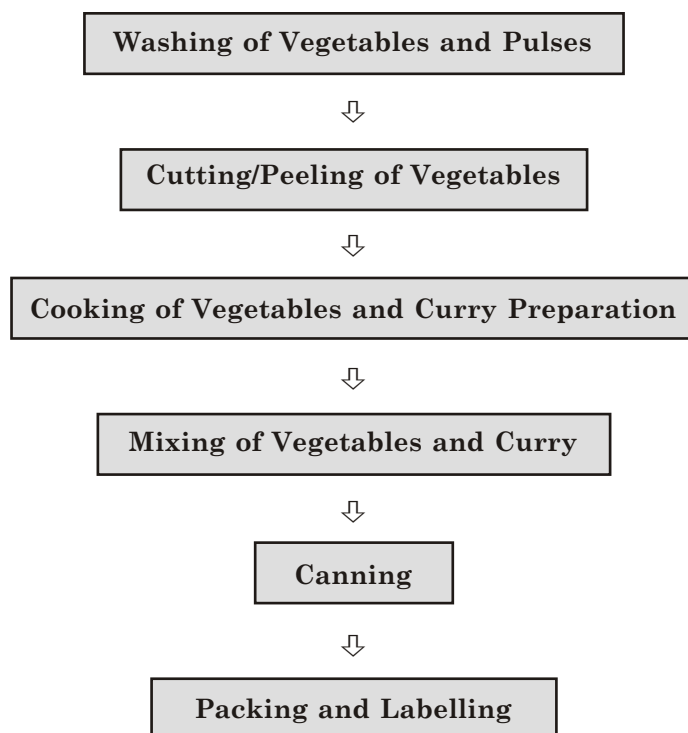 Washing of Vegetables and Pulses
Cutting/Peeling of Vegetables
Cooking of Vegetables and Curry Preparation
Mixing of Vegetables and Curry
Canning
Packing and Labelling